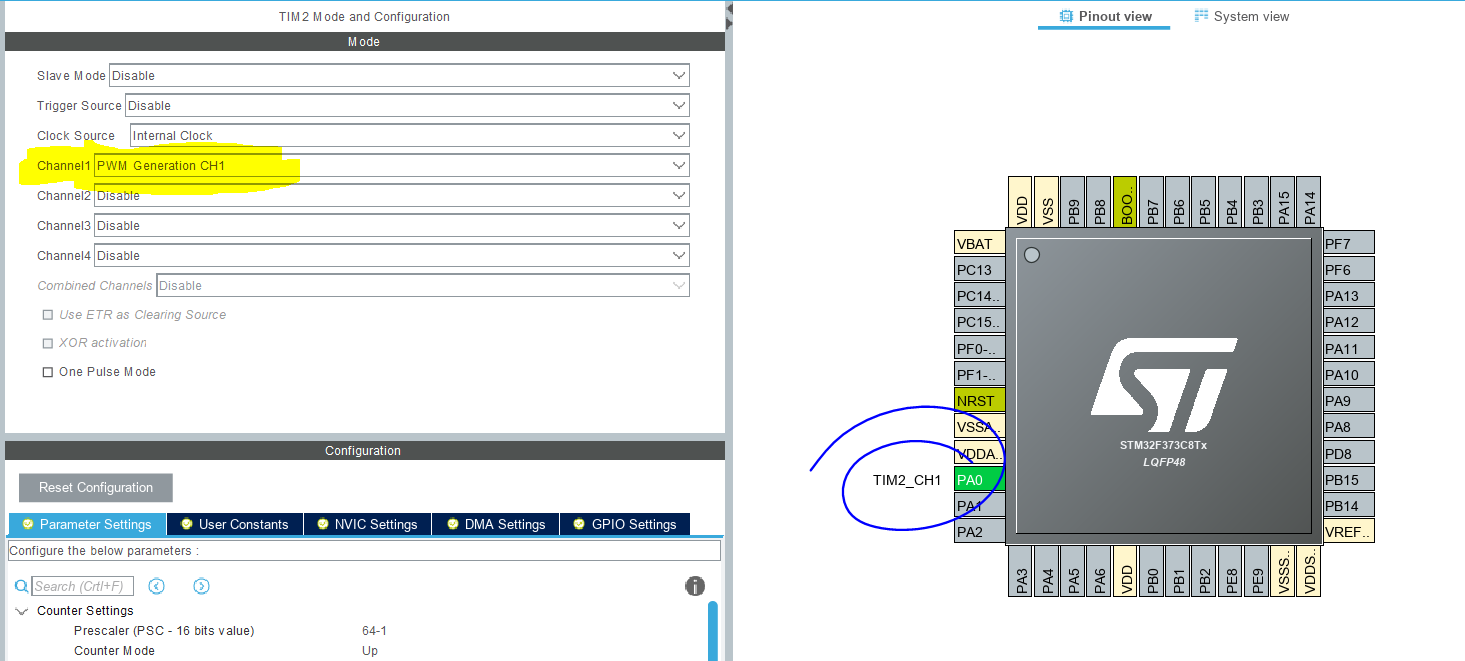 TIM2 Mode and Configuration
Mode
Slave Mode Disable
Trigger Source Disable
Clock Source Internal Clock
Channel1 PWM Generation CH1
Channel2 Disable
Channel3 Disable
Channel4 Disable
Combined Channels Disable
Use ETR as Clearing Source
XOR activation
One Pulse Mode
Configuration
Reset Configuration
Parameter Settings User Constants NVIC Settings DMA Settings GPIO Settings
Configure the below parameters :
Search (Crtl+F)
Counter Settings
Prescaler (PSC - 16 bits value) 64-1
Counter Mode Up
Pinout view System view
VDD VSS PB9 PB8 BOO.. PB7 PB6 PB5 PB4 PB3 PA15 PA14
VBAT
PC13
PC14..
PC15..
PF0-..
PF1-..
NRST
VSSA..
VDDA..
TIM2_CH1 PA0
PA1
PA2
ST
STM32F373C8Tx
LQFP48
PF7
PF6
PA13
PA12
PA11
PA10
PA9
PA8
PD8
PB15
PB14
VREF..
PA3 PA4 PA5 PA6 VDD PB0 PB1 PB2 PE8 PE9 VSSS.. VDDS..